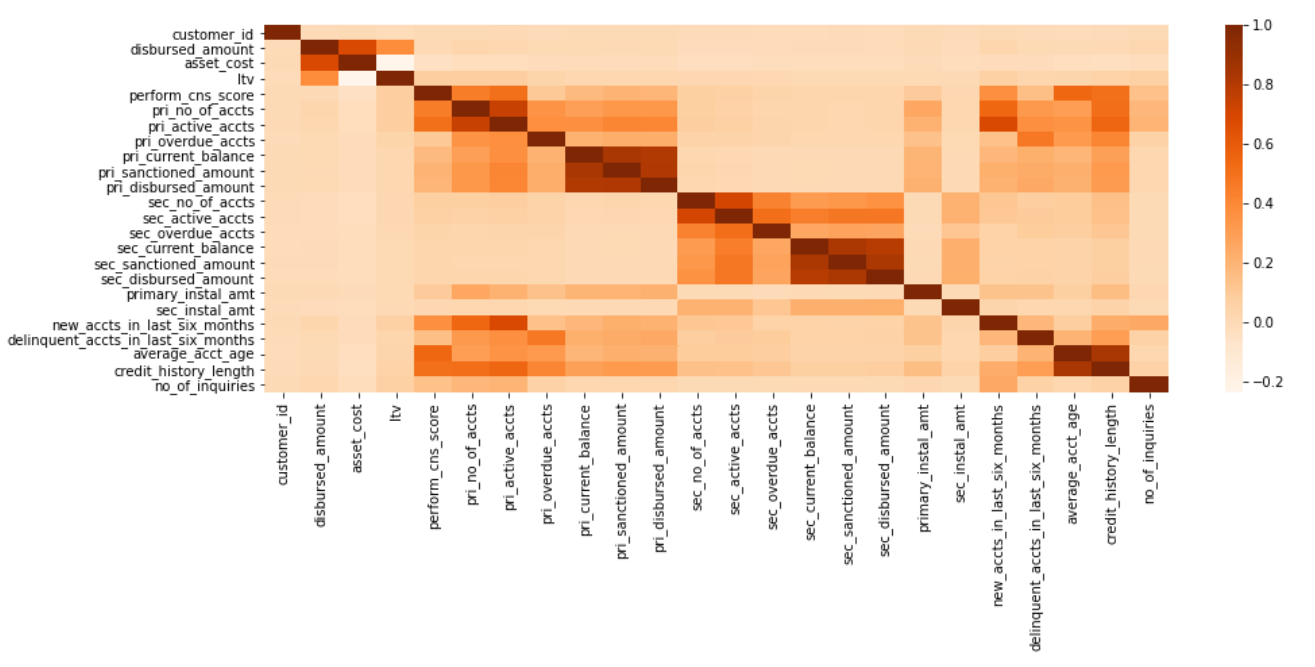 customer_id
disbursed_amount
asset_cost
ltv
perform_cns_score
pri_no_of_accts
pri_active_accts
pri_overdue_accts
pri_current_balance
pri_sanctioned_amount
pri_disbursed_amount
sec_no_of_accts
sec_active_accts
sec_overdue_accts
sec_current_balance
sec_sanctioned_amount
sec_disbursed_amount
primary_instal_amt
sec_instal_amt
new_accts_in_last_six_months
delinquent_accts_in_last_six_months
average_acct_age
credit_history_length
no_of_inquiries
customer_id
disbursed_amount
asset_cost
ltv
perform_cns_score
pri_no_of_accts
pri_active_accts
pri_overdue_accts
pri_current_balance
pri_sanctioned_amount
pri_disbursed_amount
sec_no_of_accts
sec_active_accts
sec_overdue_accts
sec_current_balance
sec_sanctioned_amount
sec_disbursed_amount
primary_instal_amt
sec_instal_amt
new_accts_in_last_six_months
delinquent_accts_in_last_six_months
average_acct_age
credit_history_length
no_of_inquiries
1.0
0.8
0.6
0.4
0.2
0.0
−0.2